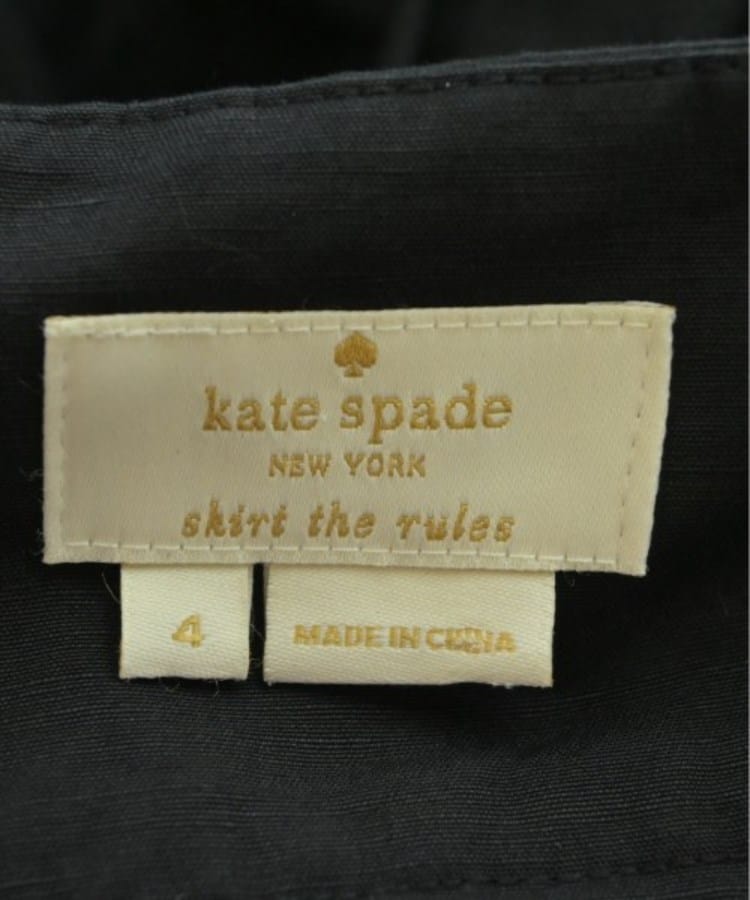 kate spade
NEW YORK
skirt the rules
4
MADE IN CHINA